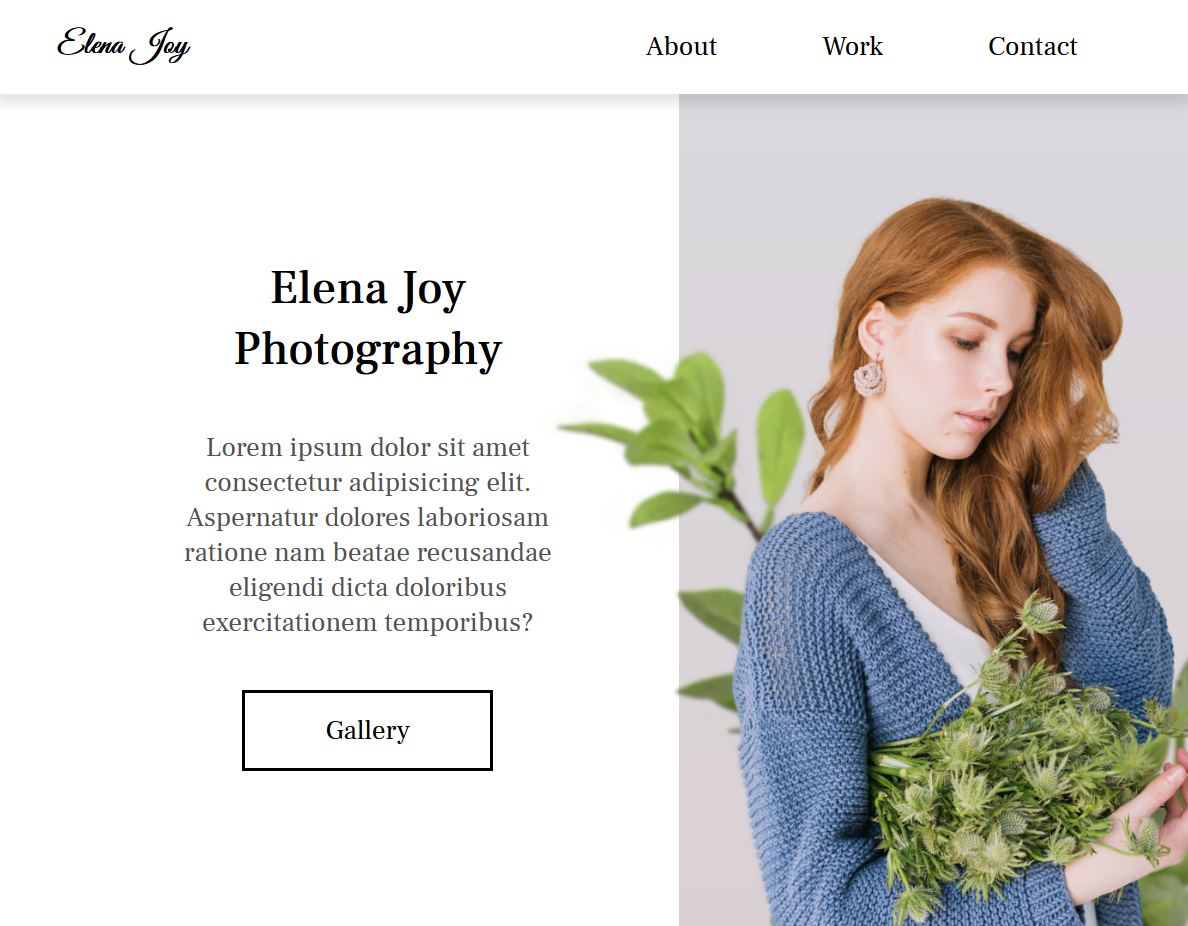 Elena Joy
About
Work
Contact
Elena Joy
Photography
Lorem ipsum dolor sit amet
consectetur adipisicing elit.
Aspernatur dolores laboriosam
ratione nam beatae recusandae
eligendi dicta doloribus
exercitationem temporibus?
Gallery